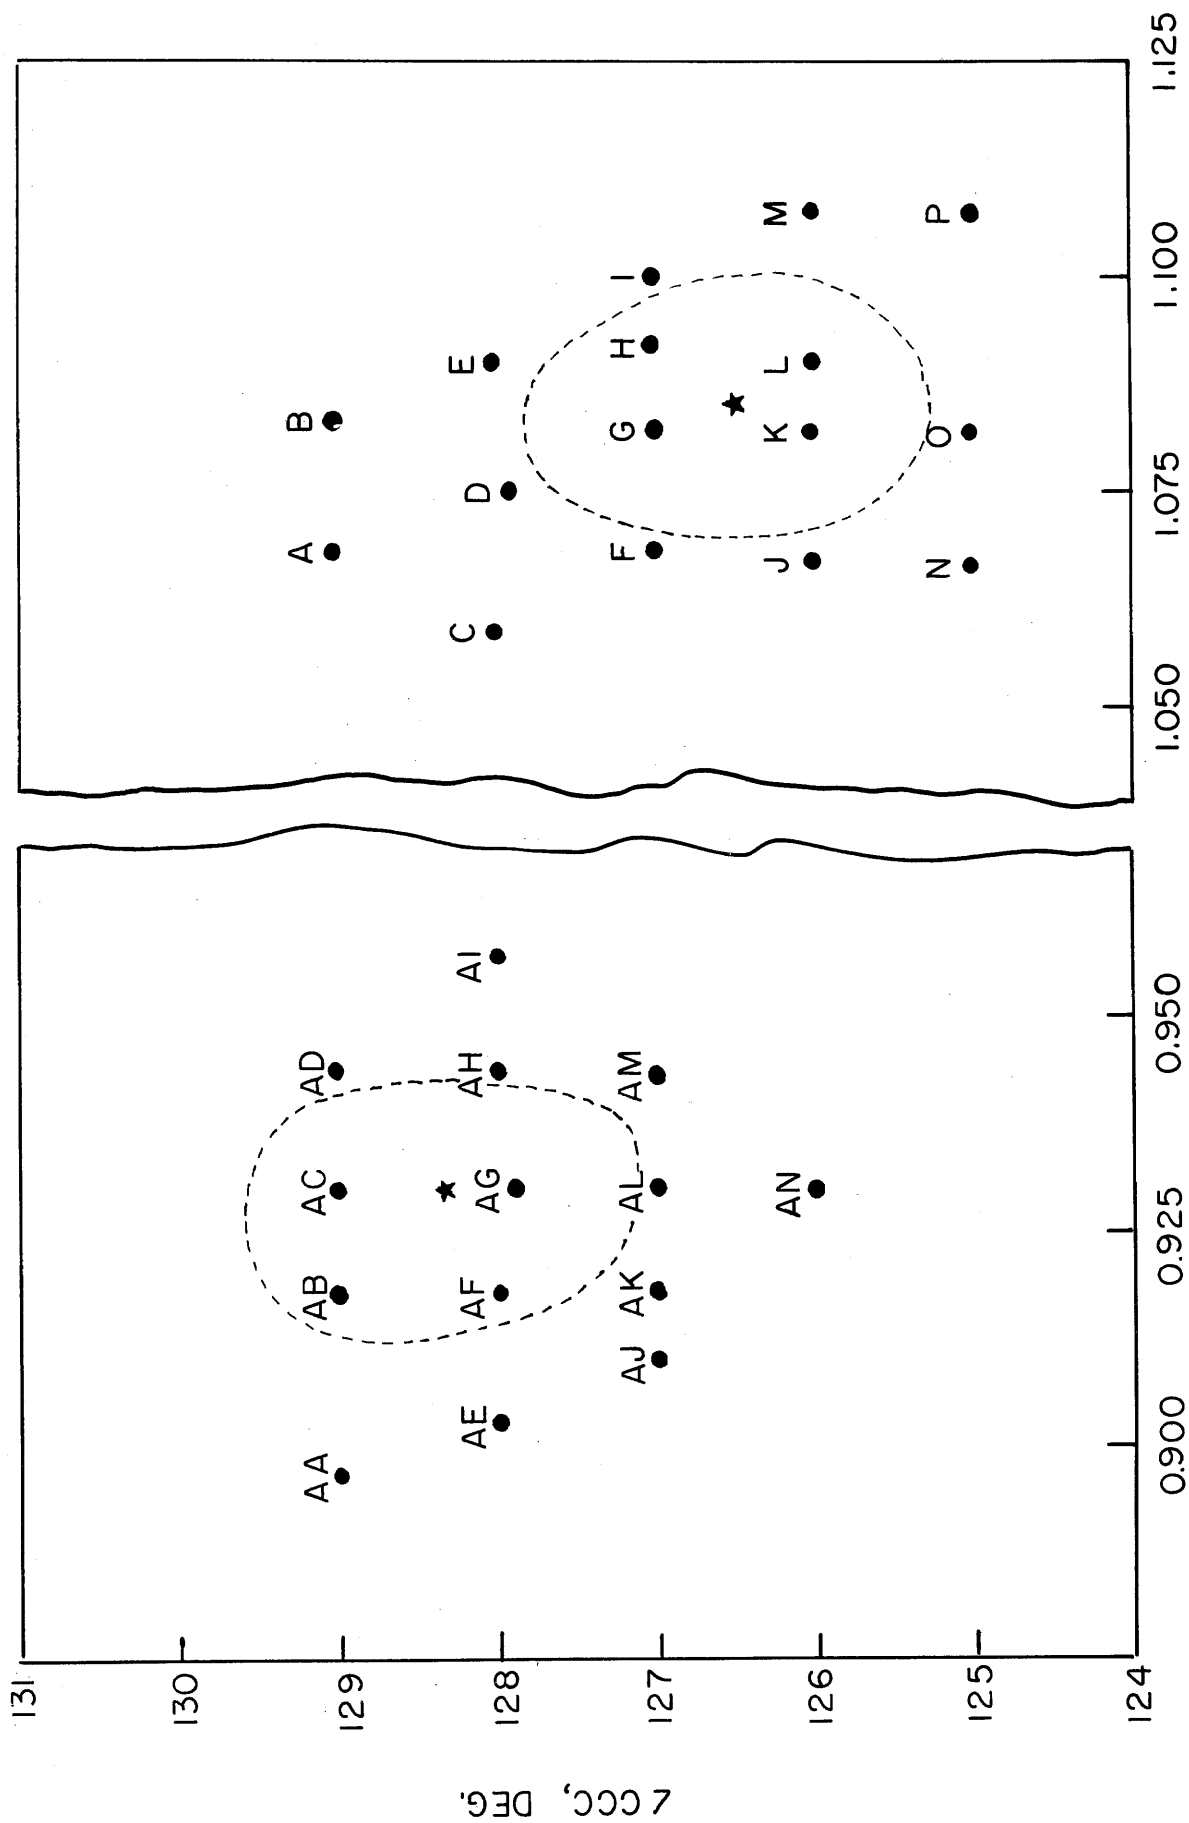 131
130
129
128
127
126
125
124
∠CCC, DEG.
A B
C D E
F G H I
J K L M
N O P
AA AB AC AD
AE AF AG AH AI
AJ AK AL AM
AN
0.900 0.925 0.950 1.050 1.075 1.100 1.125